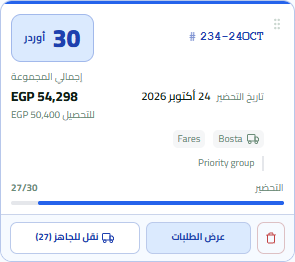 # 234-24OCT
30 أوردر
إجمالي المجموعة
تاريخ التحضير 24 أكتوبر 2026
EGP 54,298
للتحصيل EGP 50,400
Bosta
Fares
Priority group
التحضير
27/30
عرض الطلبات
نقل للجاهز (27)